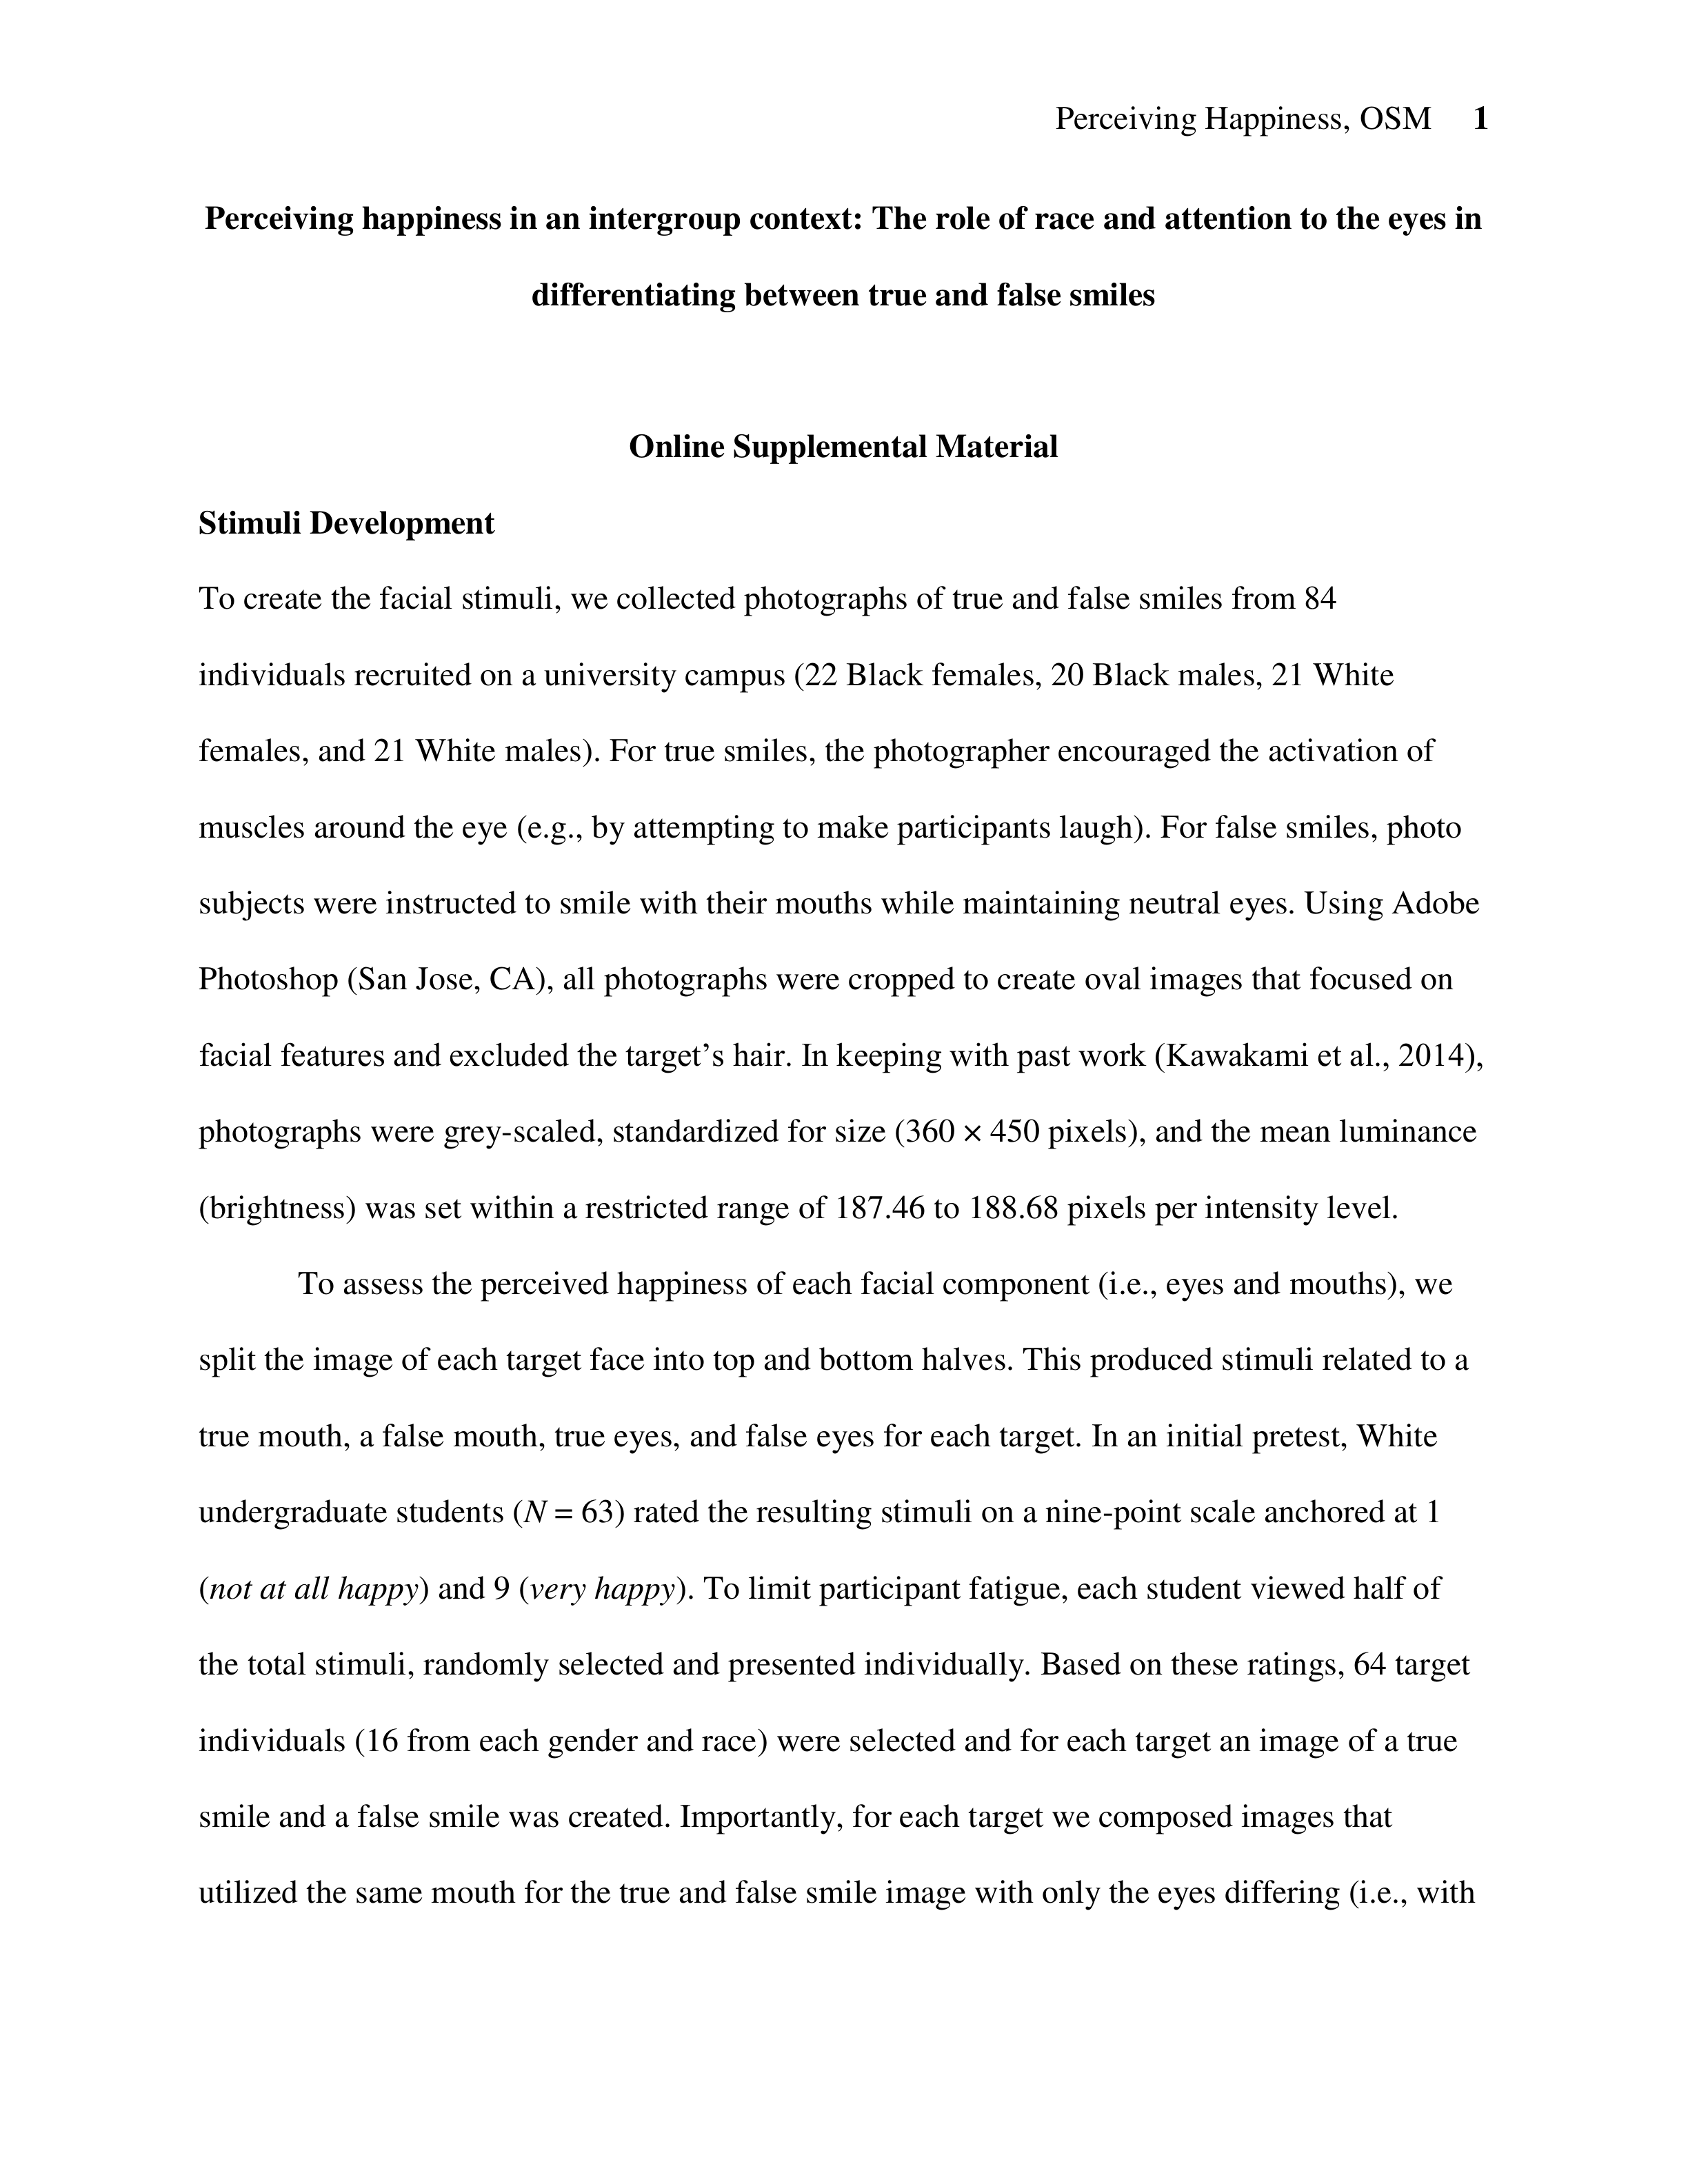 Perceiving Happiness, OSM 1
Perceiving happiness in an intergroup context: The role of race and attention to the eyes in
differentiating between true and false smiles
Online Supplemental Material
Stimuli Development
To create the facial stimuli, we collected photographs of true and false smiles from 84
individuals recruited on a university campus (22 Black females, 20 Black males, 21 White
females, and 21 White males). For true smiles, the photographer encouraged the activation of
muscles around the eye (e.g., by attempting to make participants laugh). For false smiles, photo
subjects were instructed to smile with their mouths while maintaining neutral eyes. Using Adobe
Photoshop (San Jose, CA), all photographs were cropped to create oval images that focused on
facial features and excluded the target’s hair. In keeping with past work (Kawakami et al., 2014),
photographs were grey-scaled, standardized for size (360 × 450 pixels), and the mean luminance
(brightness) was set within a restricted range of 187.46 to 188.68 pixels per intensity level.
To assess the perceived happiness of each facial component (i.e., eyes and mouths), we
split the image of each target face into top and bottom halves. This produced stimuli related to a
true mouth, a false mouth, true eyes, and false eyes for each target. In an initial pretest, White
undergraduate students (N = 63) rated the resulting stimuli on a nine-point scale anchored at 1
(not at all happy) and 9 (very happy). To limit participant fatigue, each student viewed half of
the total stimuli, randomly selected and presented individually. Based on these ratings, 64 target
individuals (16 from each gender and race) were selected and for each target an image of a true
smile and a false smile was created. Importantly, for each target we composed images that
utilized the same mouth for the true and false smile image with only the eyes differing (i.e., with